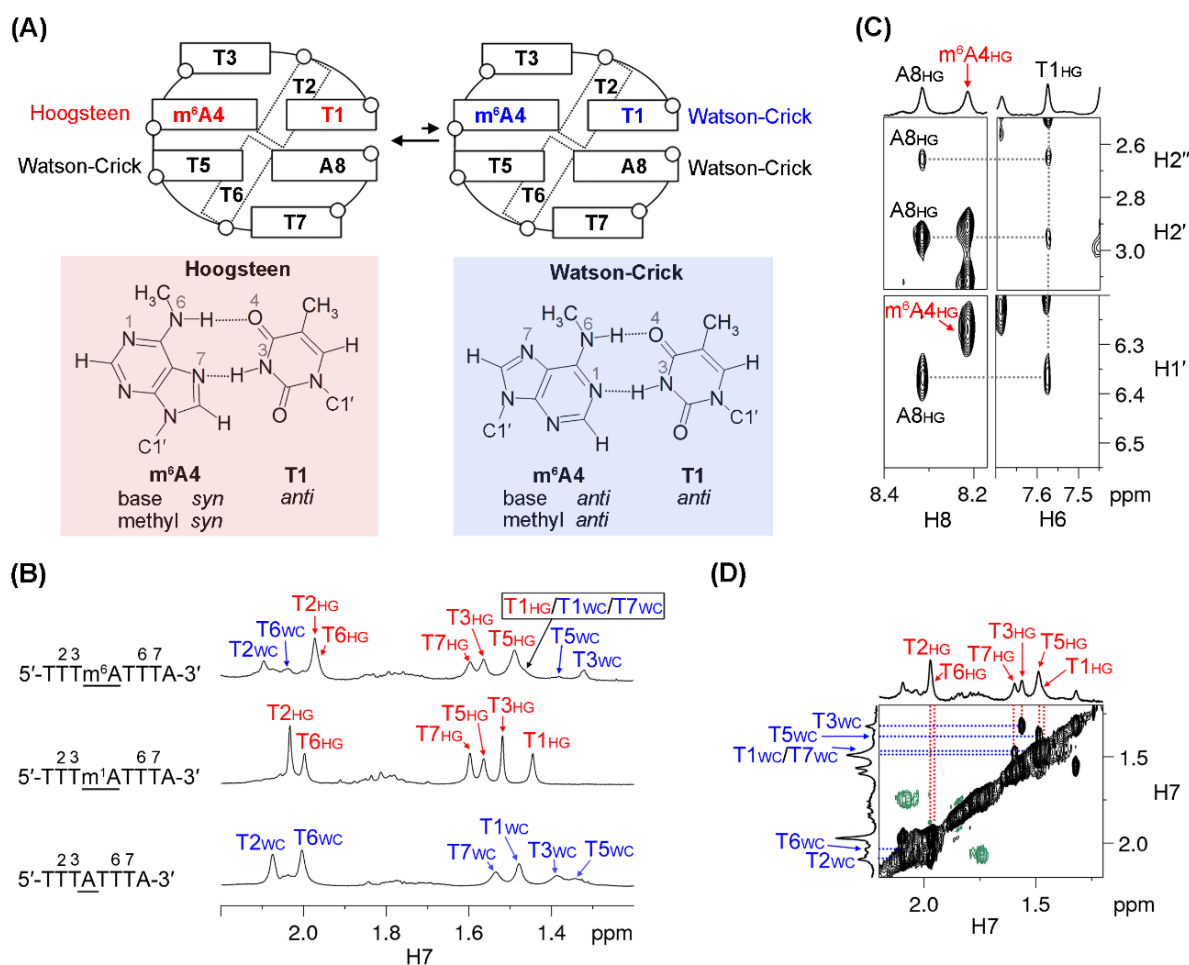 (A)
T3
T2
Hoogsteen
m⁶A4
T1
Watson-Crick
T5
A8
T6
T7
T3
T2
m⁶A4
T1
Watson-Crick
T5
A8
Watson-Crick
T6
T7
Hoogsteen
H₃C
6
4
O
1
N
N
H
CH₃
H
N
7
N
H
3
N
H
N
O
N
H
C1′
C1′
m⁶A4 T1
base syn anti
methyl syn
Watson-Crick
CH₃
6
4
N
H
O
CH₃
7
N
H
1
N
H
3
N
H
N
N
O
N
C1′
H
C1′
m⁶A4 T1
base anti anti
methyl anti
(B)
2 3 6 7
5′-TTTm⁶ATTTA-3′
T2WC
T6WC
T2HG
T6HG
T7HG
T3HG
T5HG
T1HG/T1WC/T7WC
T5WC
T3WC
2 3 6 7
5′-TTTm¹ATTTA-3′
T2HG
T6HG
T7HG
T5HG
T3HG
T1HG
2 3 6 7
5′-TTTATTTA-3′
T2WC
T6WC
T7WC
T1WC
T3WC
T5WC
2.0 1.8 1.6 1.4 ppm
H7
(C)
A8HG
m⁶A4HG
T1HG
A8HG
2.6
H2″
2.8
A8HG
H2′
3.0
m⁶A4HG
6.3
H1′
6.4
A8HG
6.5
8.4 8.2 7.6 7.5 ppm
H8 H6
(D)
T2HG
T6HG
T7HG
T3HG
T5HG
T1HG
T3WC
T5WC
T1WC/T7WC
1.5
H7
T6WC
T2WC
2.0
2.0 1.5 ppm
H7